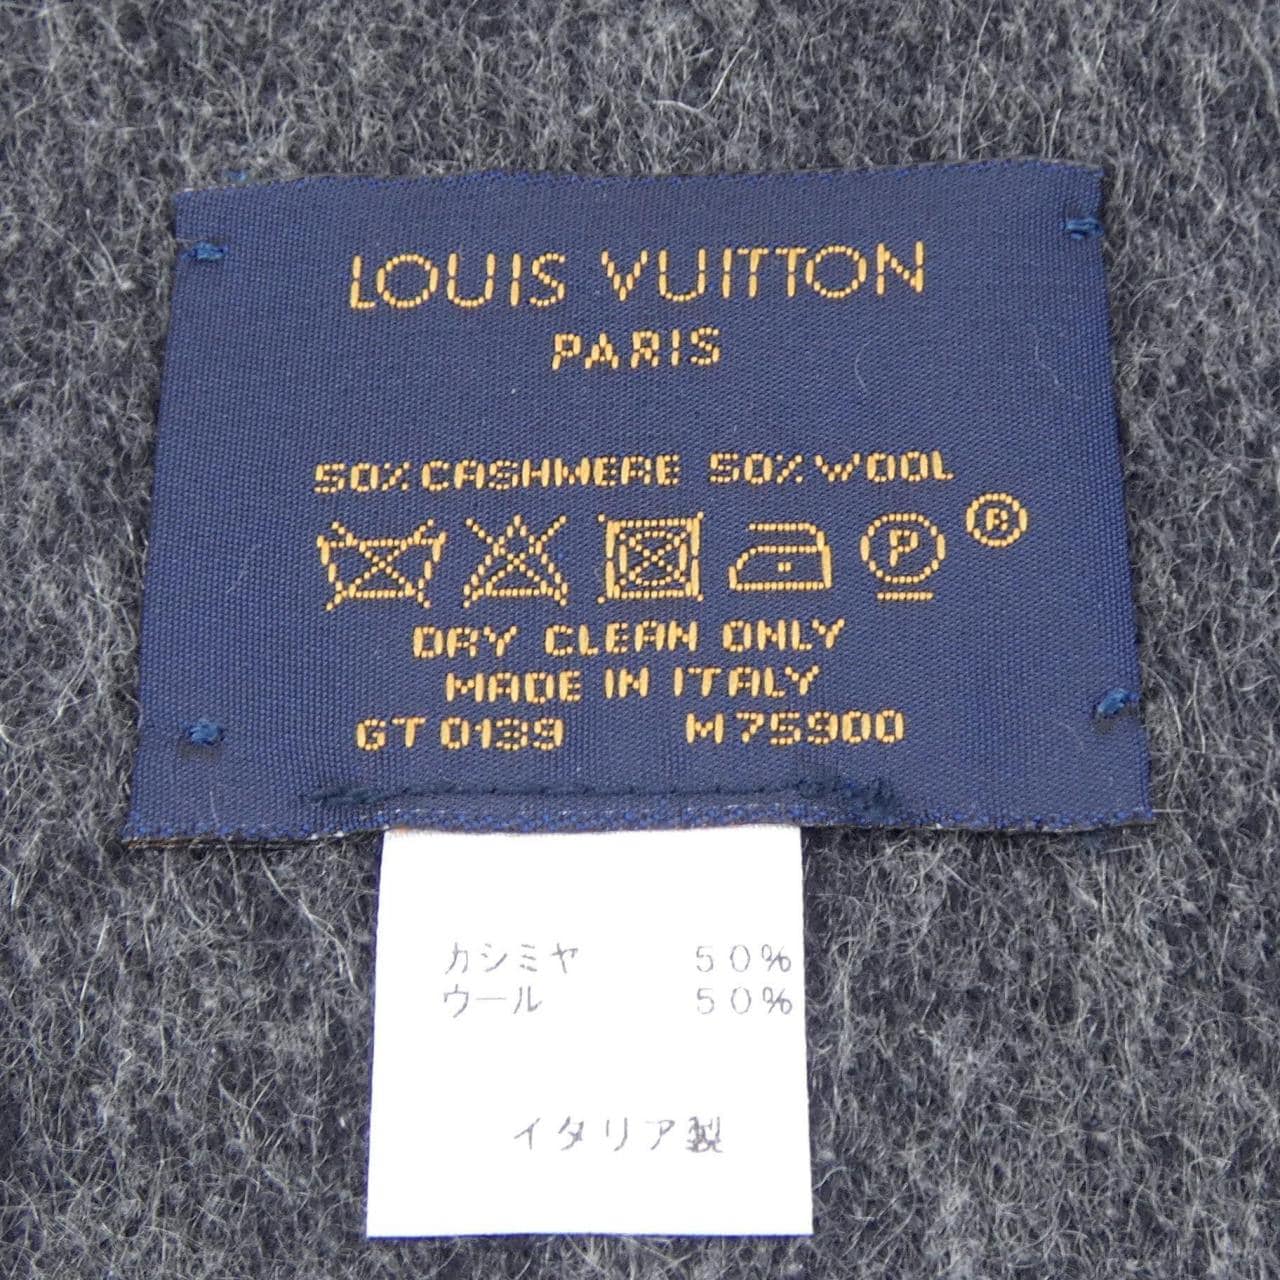 LOUIS VUITTON
PARIS
50% CASHMERE 50% WOOL
P ®
DRY CLEAN ONLY
MADE IN ITALY
GT0139 M75900
カシミヤ 50%
ウール 50%
イタリア製